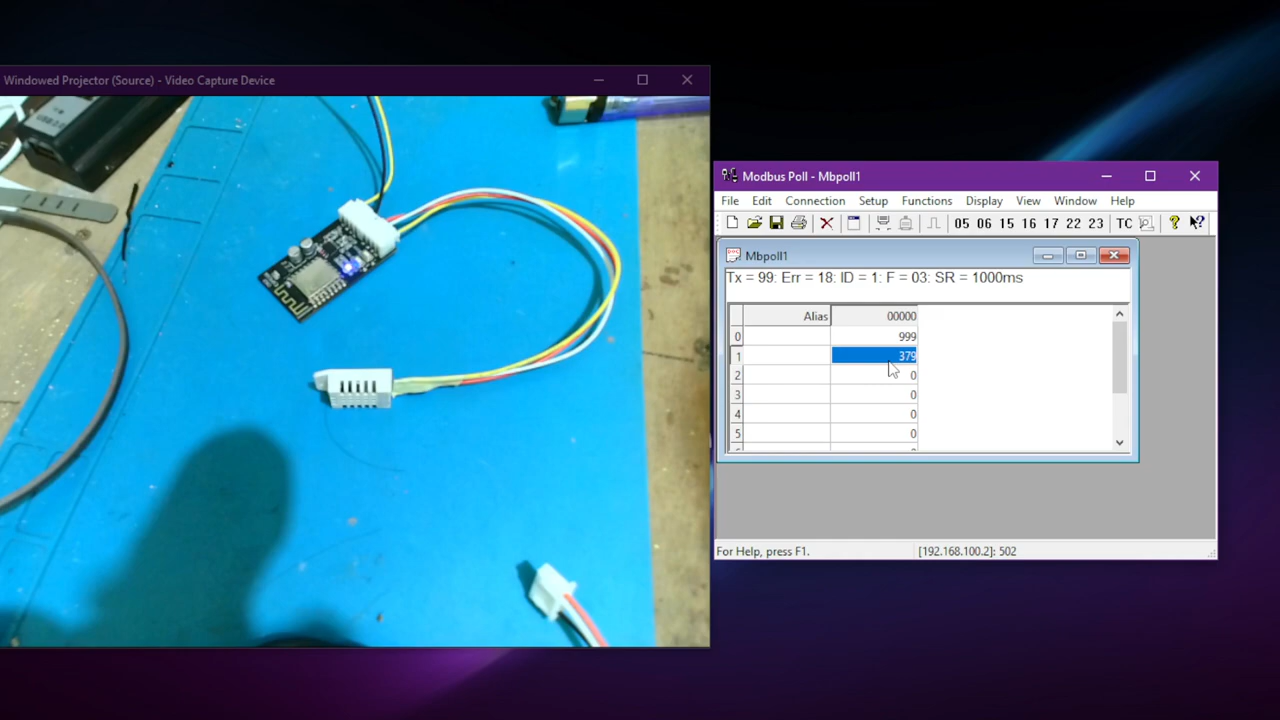 Windowed Projector (Source) - Video Capture Device
Modbus Poll - Mbpoll1
File Edit Connection Setup Functions Display View Window Help
05 06 15 16 17 22 23 TC
Mbpoll1
Tx = 99: Err = 18: ID = 1: F = 03: SR = 1000ms
Alias 00000
0 999
1 379
2 0
3 0
4 0
5 0
For Help, press F1. [192.168.100.2]: 502